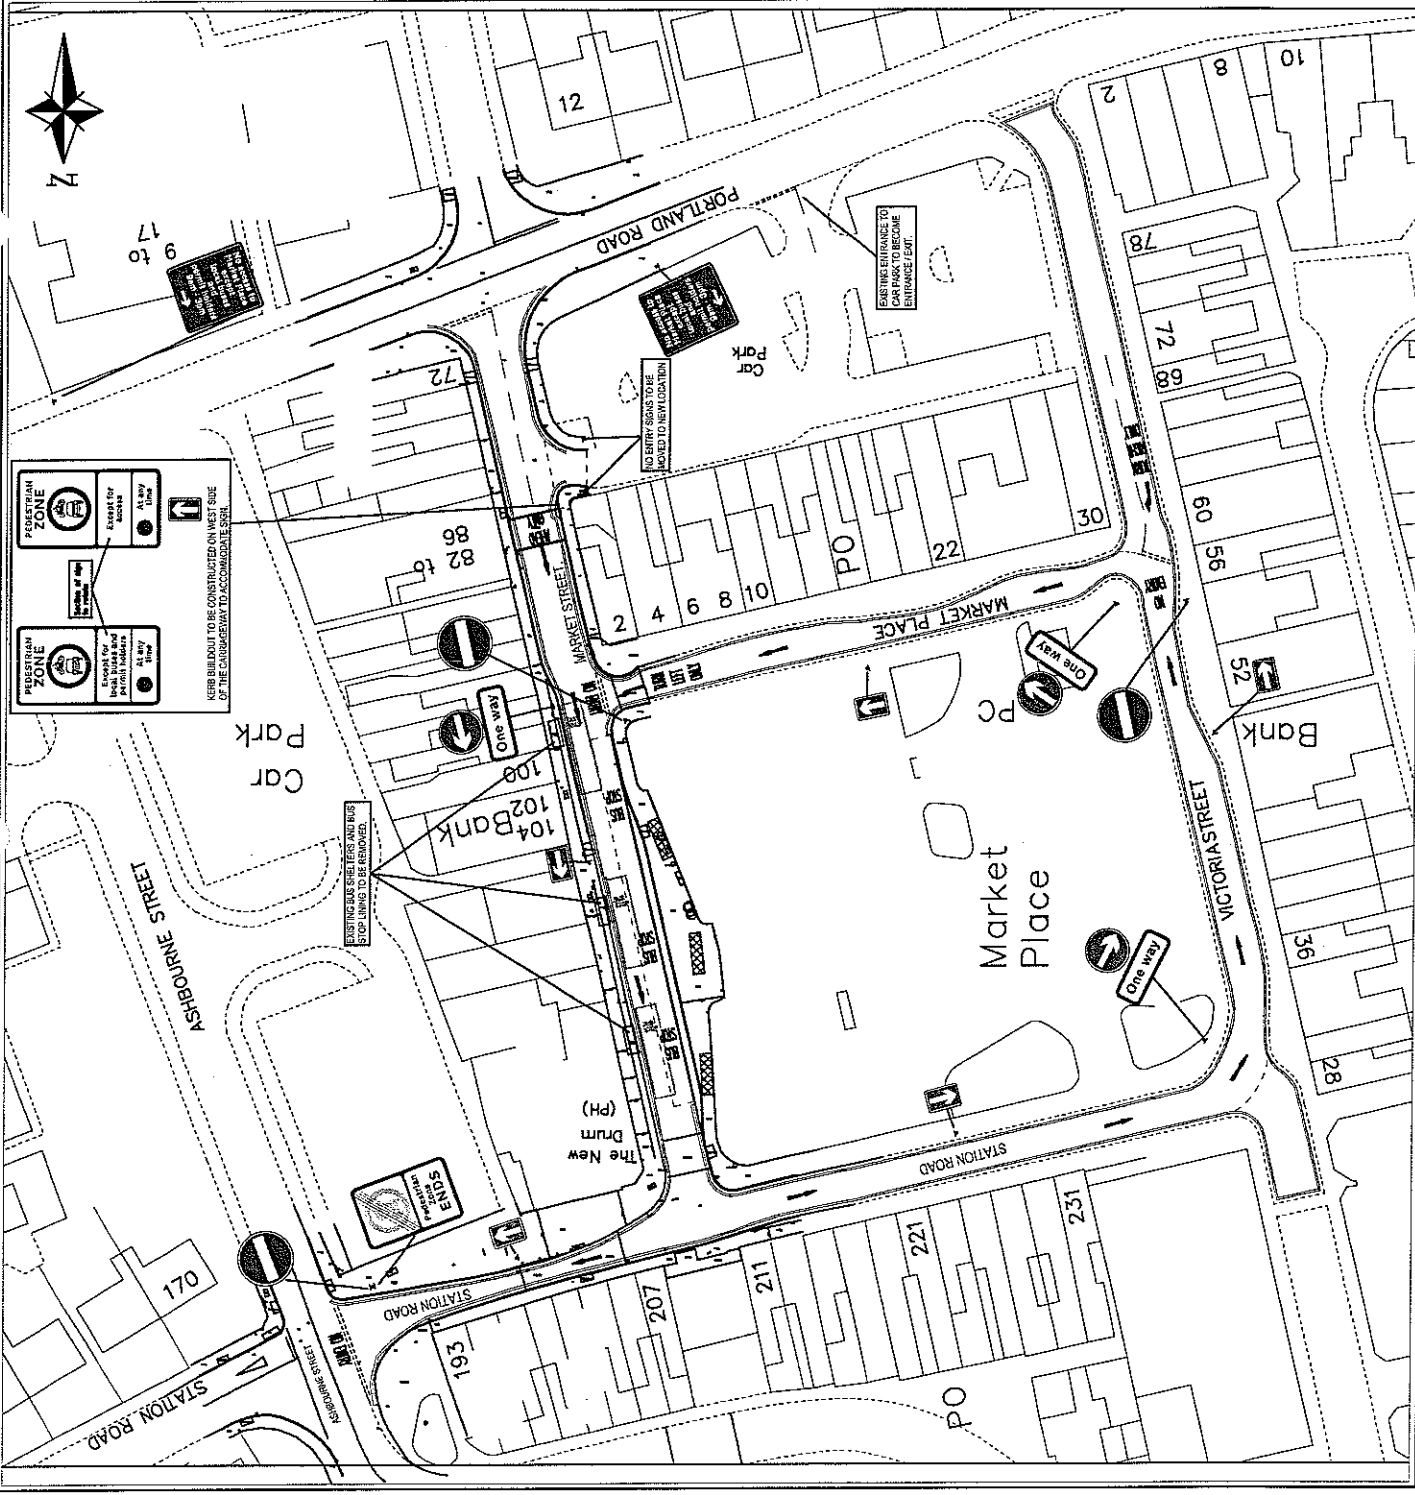 12
9 to
17
PORTLAND ROAD
EXISTING ENTRANCE TO
CAR PARK TO BECOME
ENTRANCE / EXIT.
Car
Park
72
NO ENTRY SIGNS TO BE
MOVED TO NEW LOCATION
PEDESTRIAN
ZONE
Except for
access
At any
time
PEDESTRIAN
ZONE
Except for
local buses and
permit holders
At any
time
KERB BUILDOUT TO BE CONSTRUCTED ON WEST SIDE
OF THE CARRIAGEWAY TO ACCOMMODATE SIGN.
82 to
86
MARKET STREET
2
4
6
8
10
PO
22
30
2
8
10
78
72
68
60
56
52
Bank
36
28
MARKET PLACE
TURN
LEFT
ONLY
One way
One way
PC
Car
Park
100
102
104
Bank
EXISTING BUS SHELTERS AND BUS
STOP LINING TO BE REMOVED.
ASHBOURNE STREET
Market
Place
VICTORIA STREET
One way
The New
Drum
(PH)
Pedestrian
Zone
ENDS
170
STATION ROAD
ASHBOURNE STREET
STATION ROAD
STATION ROAD
193
207
211
221
231
PO